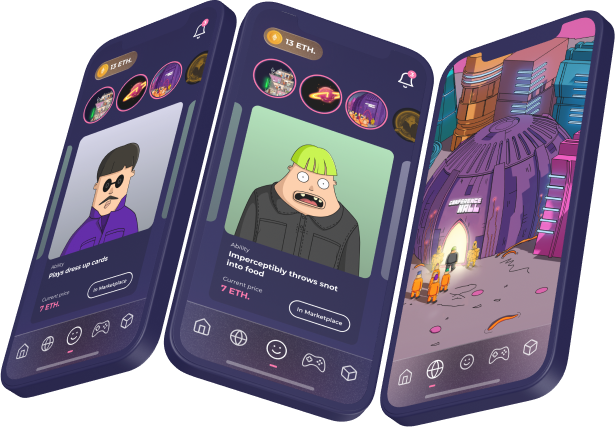 13 ETH.
Ability
Plays dress up cards
Current price
7 ETH.
In Marketplace
13 ETH.
Ability
Imperceptibly throws snot
into food
Current price
7 ETH.
In Marketplace
CONFERENCE
HALL